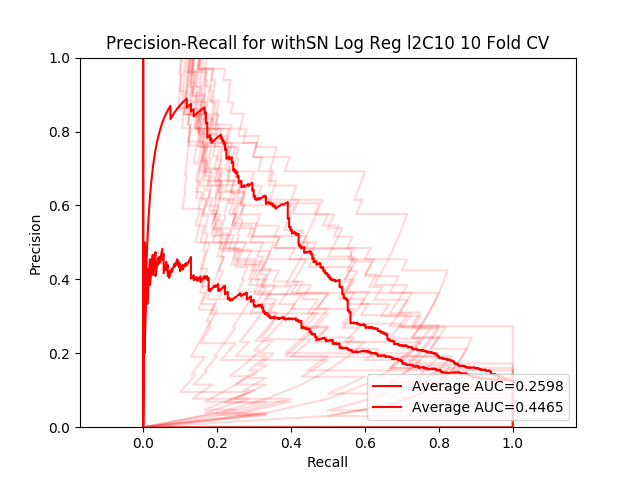 Precision-Recall for withSN Log Reg l2C10 10 Fold CV
1.0
0.8
0.6
0.4
0.2
0.0
Precision
0.0 0.2 0.4 0.6 0.8 1.0
Recall
Average AUC=0.2598
Average AUC=0.4465